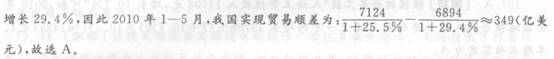 增长 29.4%,因此 2010 年 1—5 月,我国实现贸易顺差为:7124/(1+25.5%)-6894/(1+29.4%)≈349(亿美
元),故选 A。